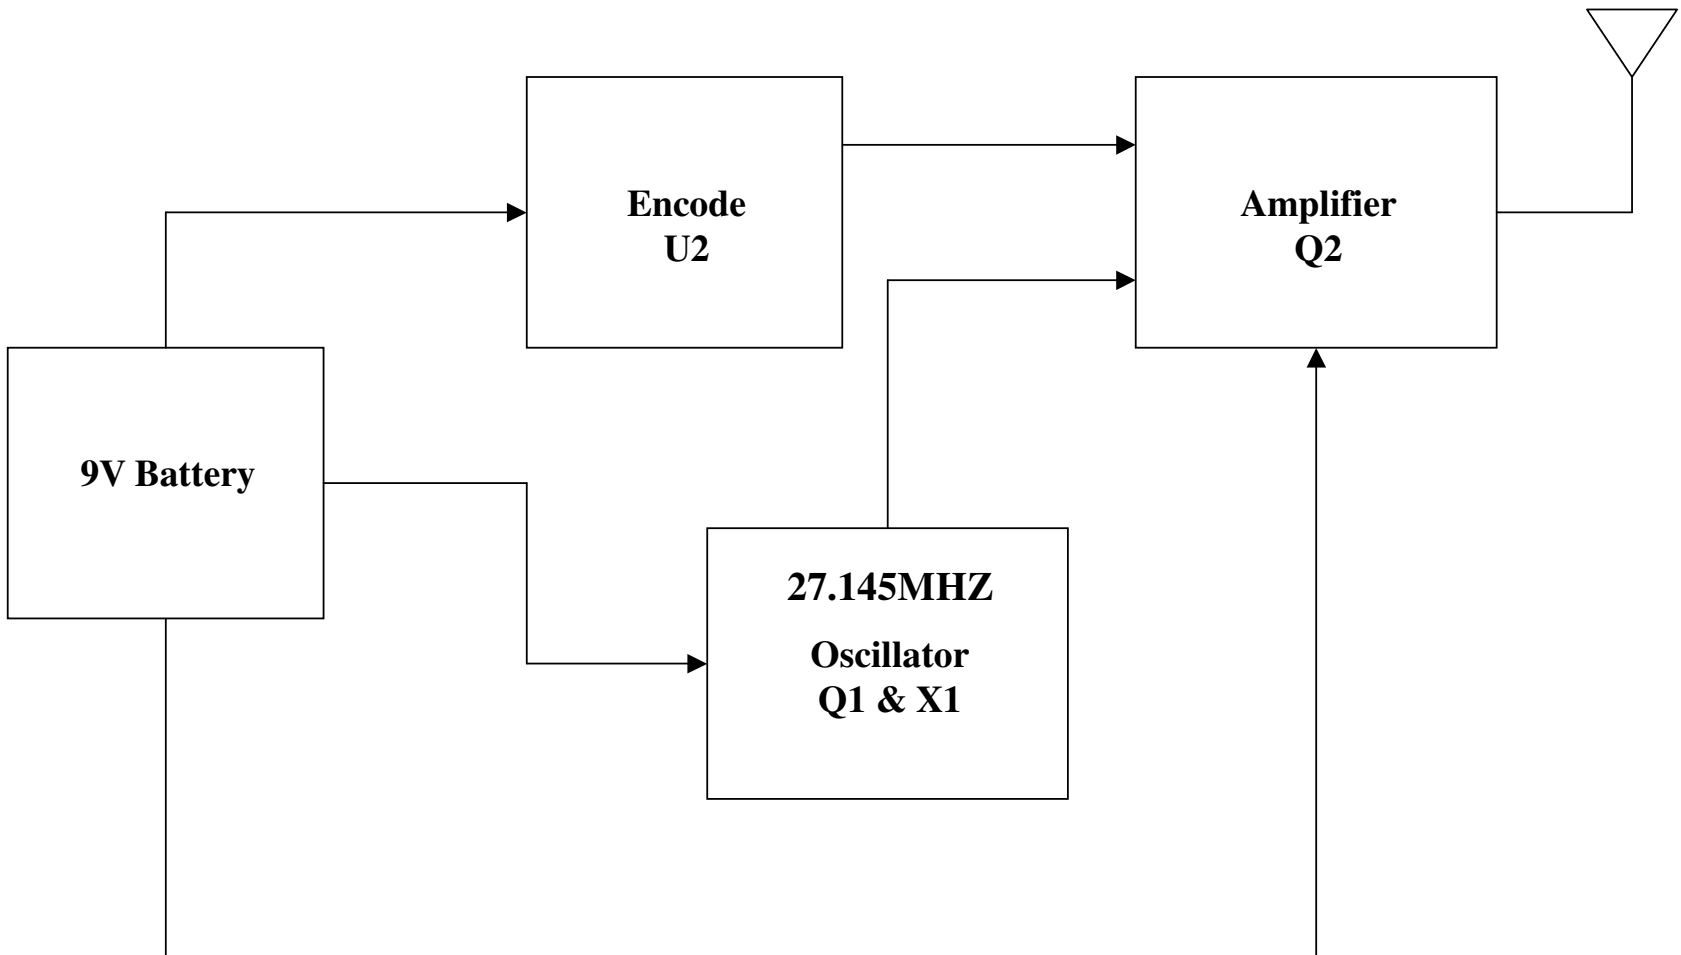 Encode
U2
Amplifier
Q2
9V Battery
27.145MHZ
Oscillator
Q1 & X1